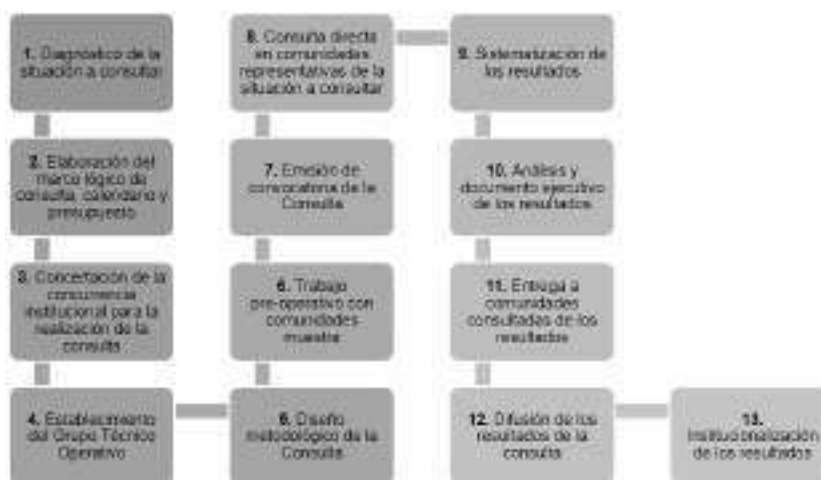 1. Diagnóstico de la
situación a consultar
2. Elaboración del
marco lógico de
consulta, calendario y
presupuesto
3. Concertación de la
concurrencia
institucional para la
realización de la
consulta
4. Establecimiento
del Grupo Técnico
Operativo
5. Diseño
metodológico de la
Consulta
6. Trabajo
pre-operativo con
comunidades
muestra
7. Emisión de
convocatoria de la
Consulta
8. Consulta directa
en comunidades
representativas de la
situación a consultar
9. Sistematización de
los resultados
10. Análisis y
documento ejecutivo
de los resultados
11. Entrega a
comunidades
consultadas de los
resultados
12. Difusión de los
resultados de la
consulta
13.
Institucionalización
de los resultados